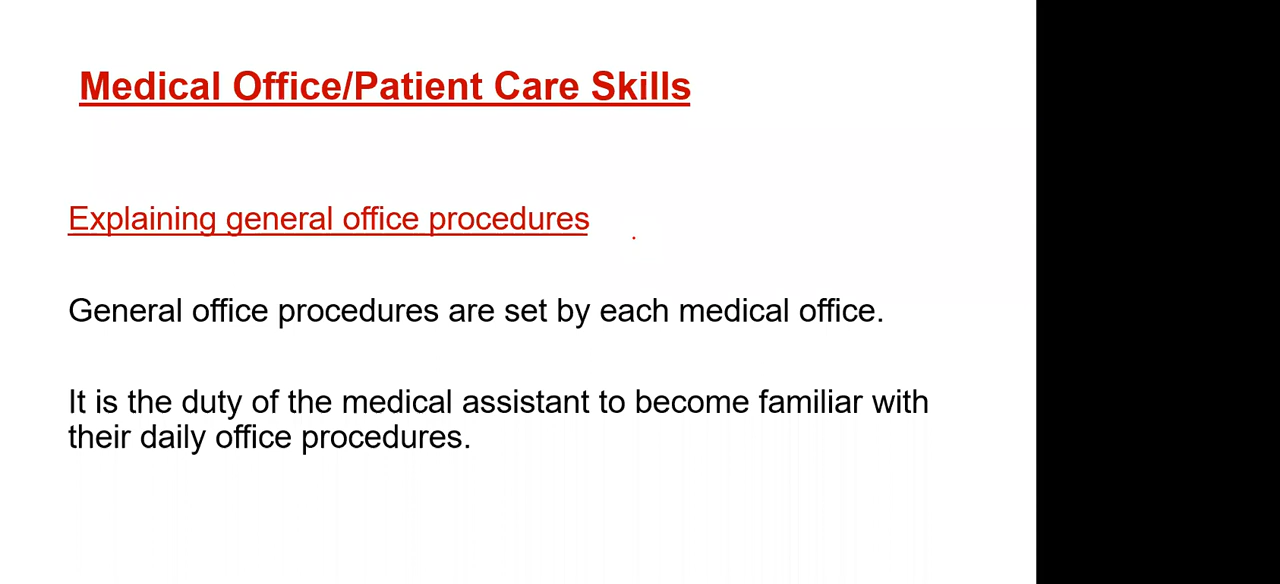 Medical Office/Patient Care Skills
Explaining general office procedures
General office procedures are set by each medical office.
It is the duty of the medical assistant to become familiar with
their daily office procedures.